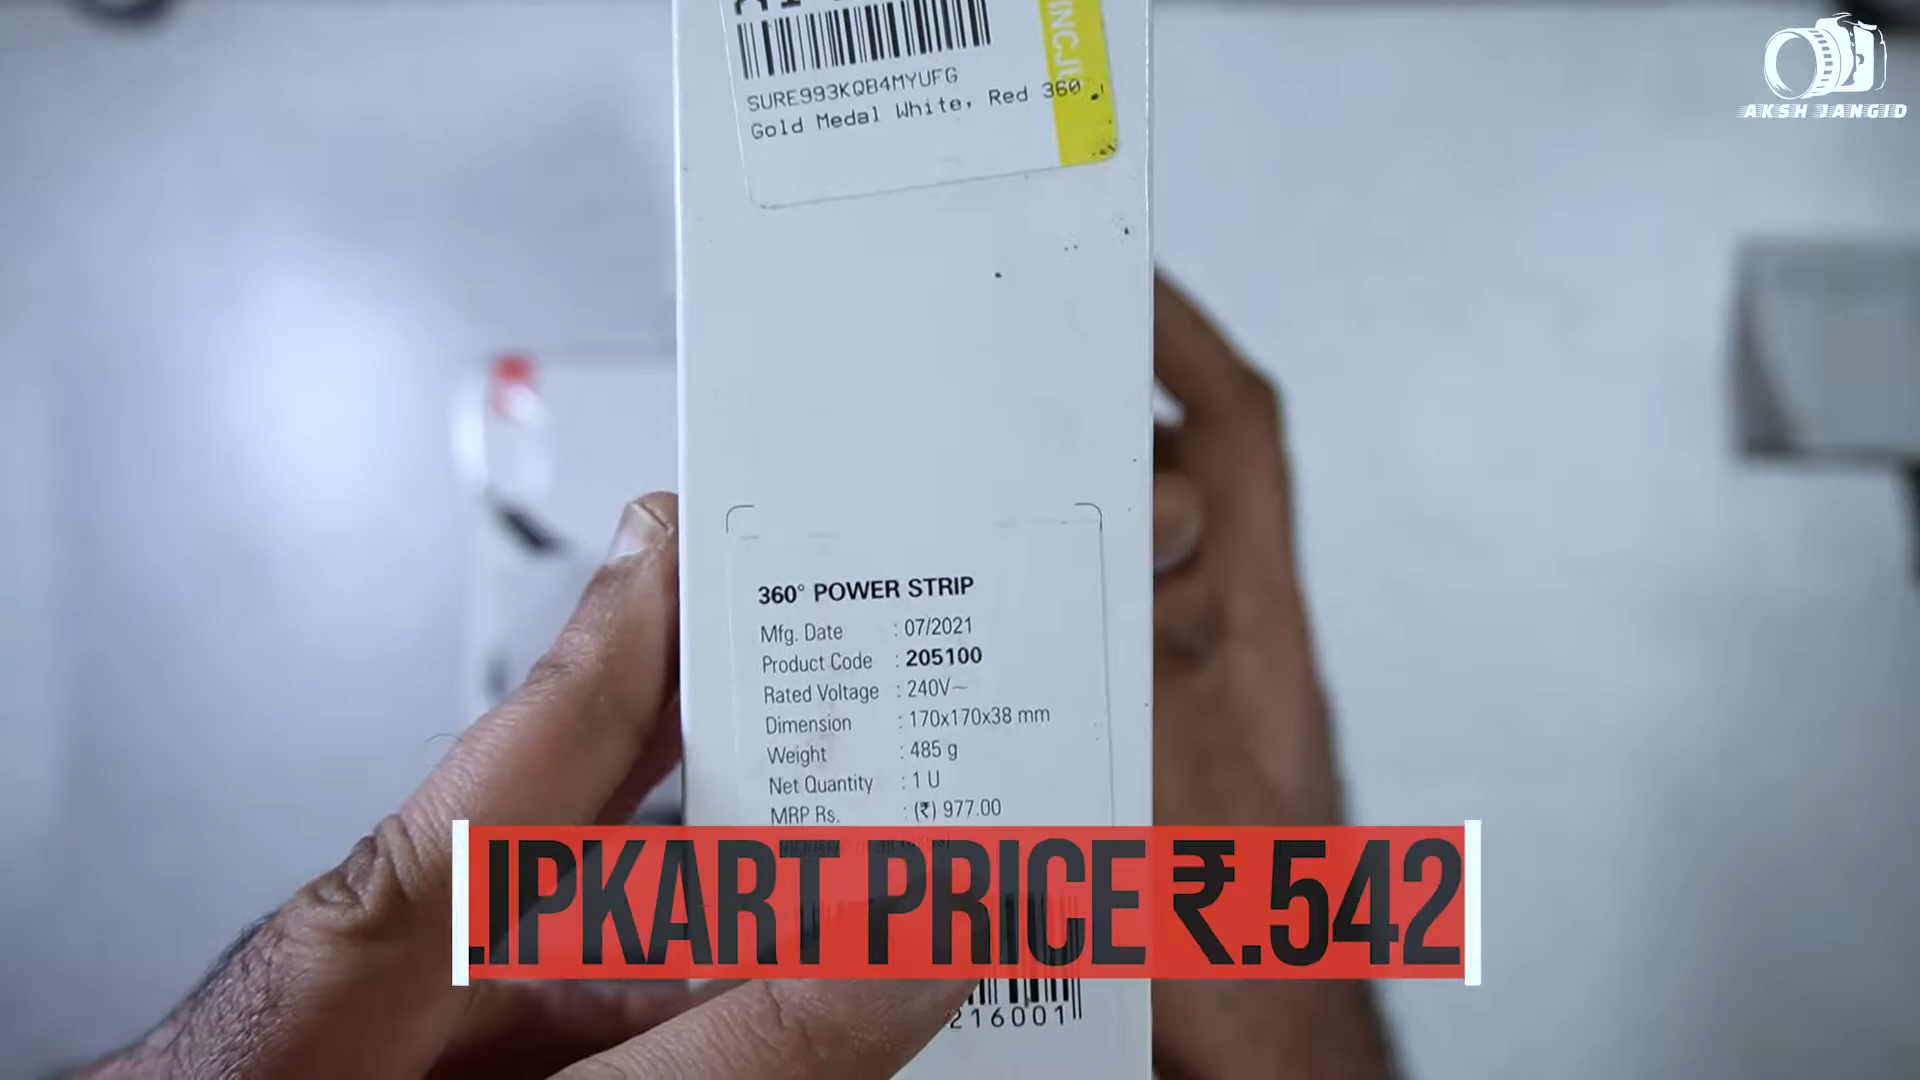 AKSH JANGID
SURE993KQB4MYUFG
Gold Medal White, Red 360
360° POWER STRIP
Mfg. Date : 07/2021
Product Code : 205100
Rated Voltage : 240V~
Dimension : 170x170x38 mm
Weight : 485 g
Net Quantity : 1 U
MRP Rs. : (₹) 977.00
LIPKART PRICE ₹.542
216001